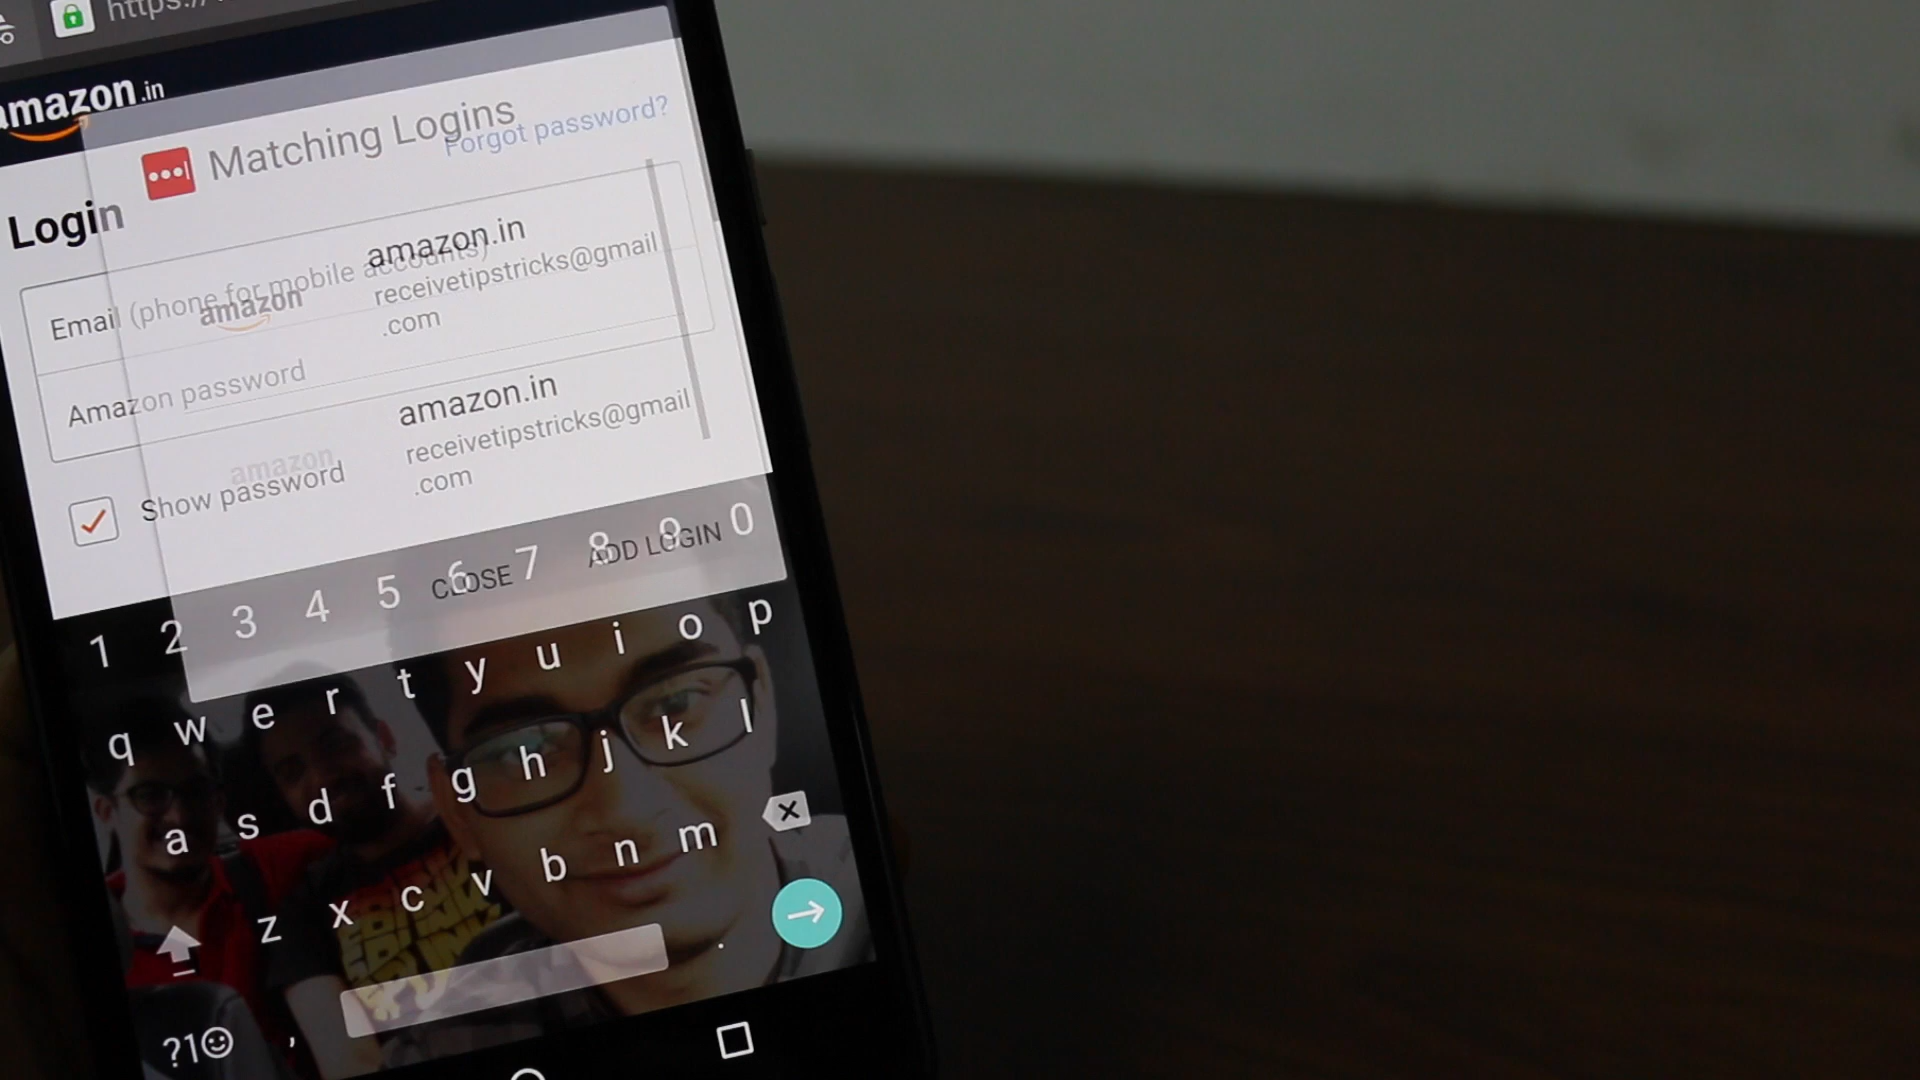 https://
amazon.in
Matching Logins
Forgot password?
Login
amazon.in
Email (phone for mobile accounts)
receivetipstricks@gmail
.com
amazon
Amazon password
amazon.in
receivetipstricks@gmail
.com
amazon
Show password
CLOSE
ADD LOGIN
1 2 3 4 5 6 7 8 9 0
q w e r t y u i o p
a s d f g h j k l
z x c v b n m
?1 , .